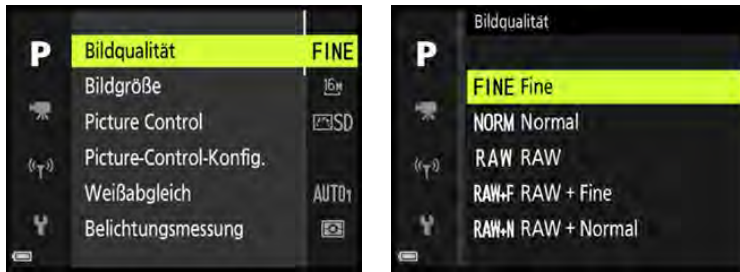 P
Bildqualität FINE
Bildgröße 16M
Picture Control SD
Picture-Control-Konfig.
Weißabgleich AUTO1
Belichtungsmessung
Bildqualität
P
FINE Fine
NORM Normal
RAW RAW
RAW+F RAW + Fine
RAW+N RAW + Normal